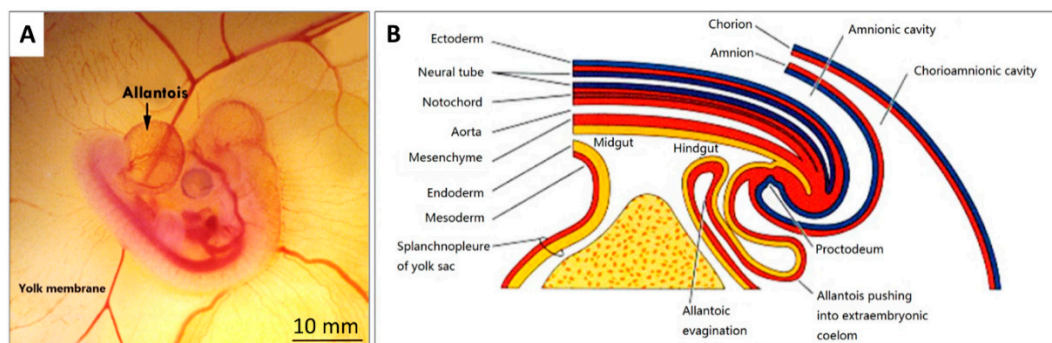 A
Allantois
Yolk membrane
10 mm
B
Ectoderm
Neural tube
Notochord
Aorta
Mesenchyme
Endoderm
Mesoderm
Splanchnopleure
of yolk sac
Midgut
Hindgut
Chorion
Amnion
Amnionic cavity
Chorioamnionic cavity
Proctodeum
Allantoic
evagination
Allantois pushing
into extraembryonic
coelom